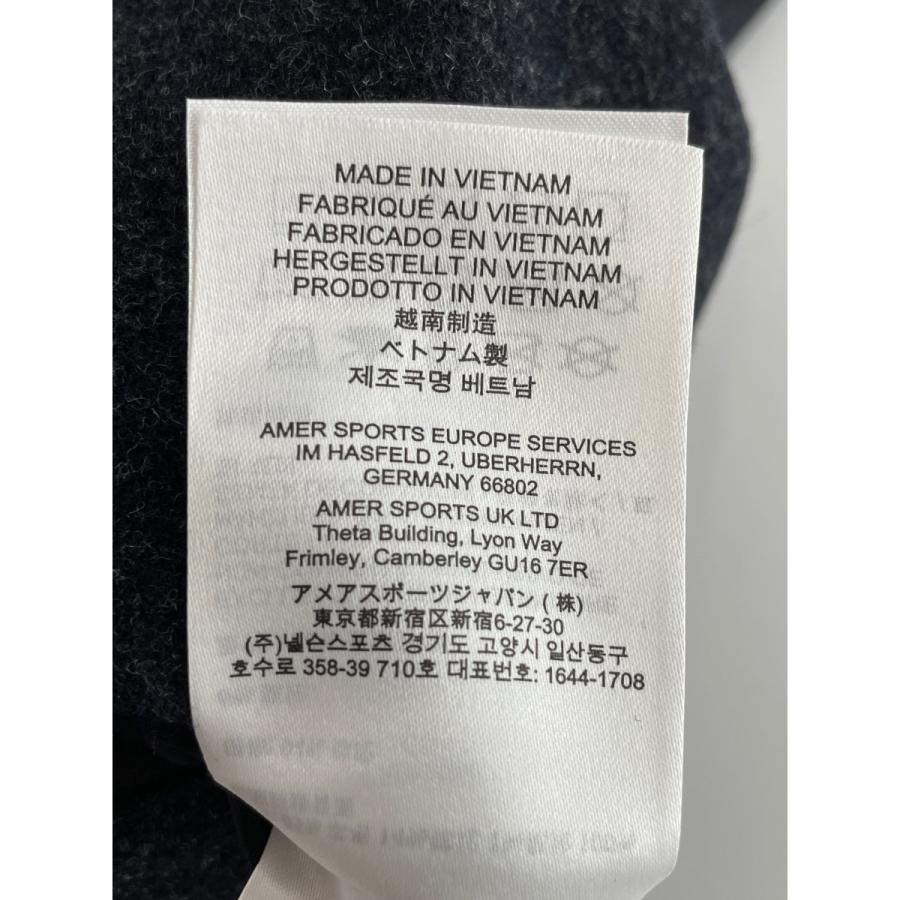 MADE IN VIETNAM
FABRIQUÉ AU VIETNAM
FABRICADO EN VIETNAM
HERGESTELLT IN VIETNAM
PRODOTTO IN VIETNAM
越南制造
ベトナム製
제조국명 베트남
AMER SPORTS EUROPE SERVICES
IM HASFELD 2, UBERHERRN,
GERMANY 66802
AMER SPORTS UK LTD
Theta Building, Lyon Way
Frimley, Camberley GU16 7ER
アメアスポーツジャパン (株)
東京都新宿区新宿6-27-30
(주)넬슨스포츠 경기도 고양시 일산동구
호수로 358-39 710호 대표번호: 1644-1708